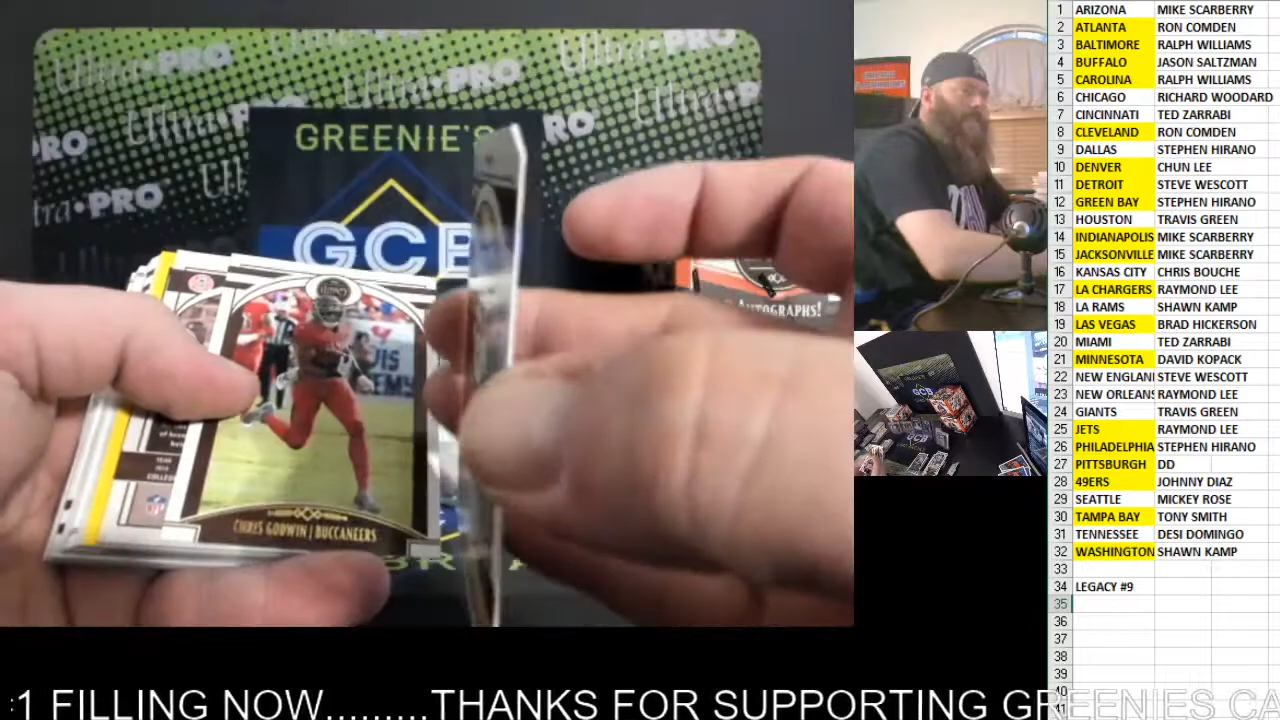 Ultra·PRO
GREENIE'S
GCB
AUTOGRAPHS!
CHRIS GODWIN | BUCCANEERS
1 ARIZONA MIKE SCARBERRY
2 ATLANTA RON COMDEN
3 BALTIMORE RALPH WILLIAMS
4 BUFFALO JASON SALTZMAN
5 CAROLINA RALPH WILLIAMS
6 CHICAGO RICHARD WOODARD
7 CINCINNATI TED ZARRABI
8 CLEVELAND RON COMDEN
9 DALLAS STEPHEN HIRANO
10 DENVER CHUN LEE
11 DETROIT STEVE WESCOTT
12 GREEN BAY STEPHEN HIRANO
13 HOUSTON TRAVIS GREEN
14 INDIANAPOLIS MIKE SCARBERRY
15 JACKSONVILLE MIKE SCARBERRY
16 KANSAS CITY CHRIS BOUCHE
17 LA CHARGERS RAYMOND LEE
18 LA RAMS SHAWN KAMP
19 LAS VEGAS BRAD HICKERSON
20 MIAMI TED ZARRABI
21 MINNESOTA DAVID KOPACK
22 NEW ENGLAN STEVE WESCOTT
23 NEW ORLEANS RAYMOND LEE
24 GIANTS TRAVIS GREEN
25 JETS RAYMOND LEE
26 PHILADELPHIA STEPHEN HIRANO
27 PITTSBURGH DD
28 49ERS JOHNNY DIAZ
29 SEATTLE MICKEY ROSE
30 TAMPA BAY TONY SMITH
31 TENNESSEE DESI DOMINGO
32 WASHINGTON SHAWN KAMP
33
34 LEGACY #9
35
36
37
38
39
40
41
1 FILLING NOW.........THANKS FOR SUPPORTING GREENIES CA